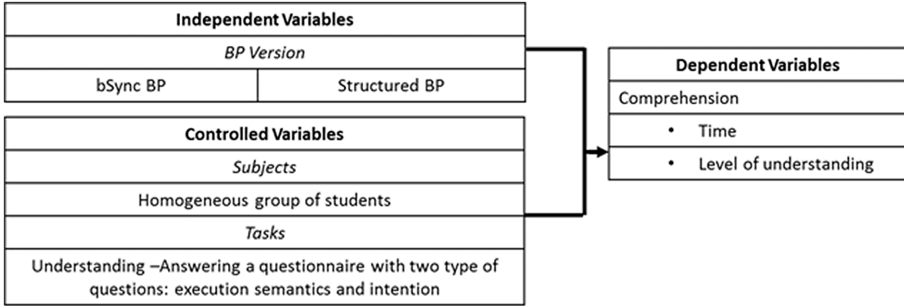 Independent Variables
BP Version
bSync BP
Structured BP
Controlled Variables
Subjects
Homogeneous group of students
Tasks
Understanding –Answering a questionnaire with two type of
questions: execution semantics and intention
Dependent Variables
Comprehension
• Time
• Level of understanding